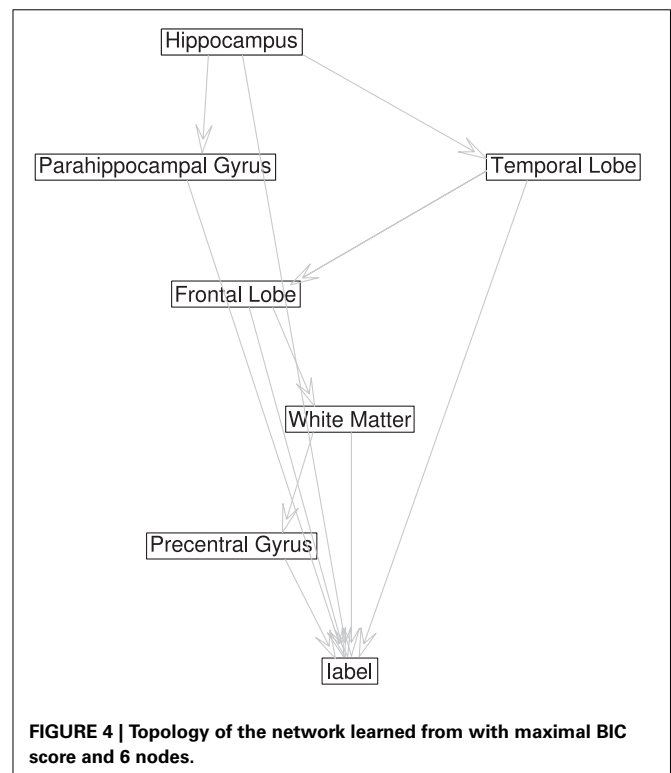 Hippocampus
Parahippocampal Gyrus
Temporal Lobe
Frontal Lobe
White Matter
Precentral Gyrus
label
FIGURE 4 | Topology of the network learned from with maximal BIC
score and 6 nodes.